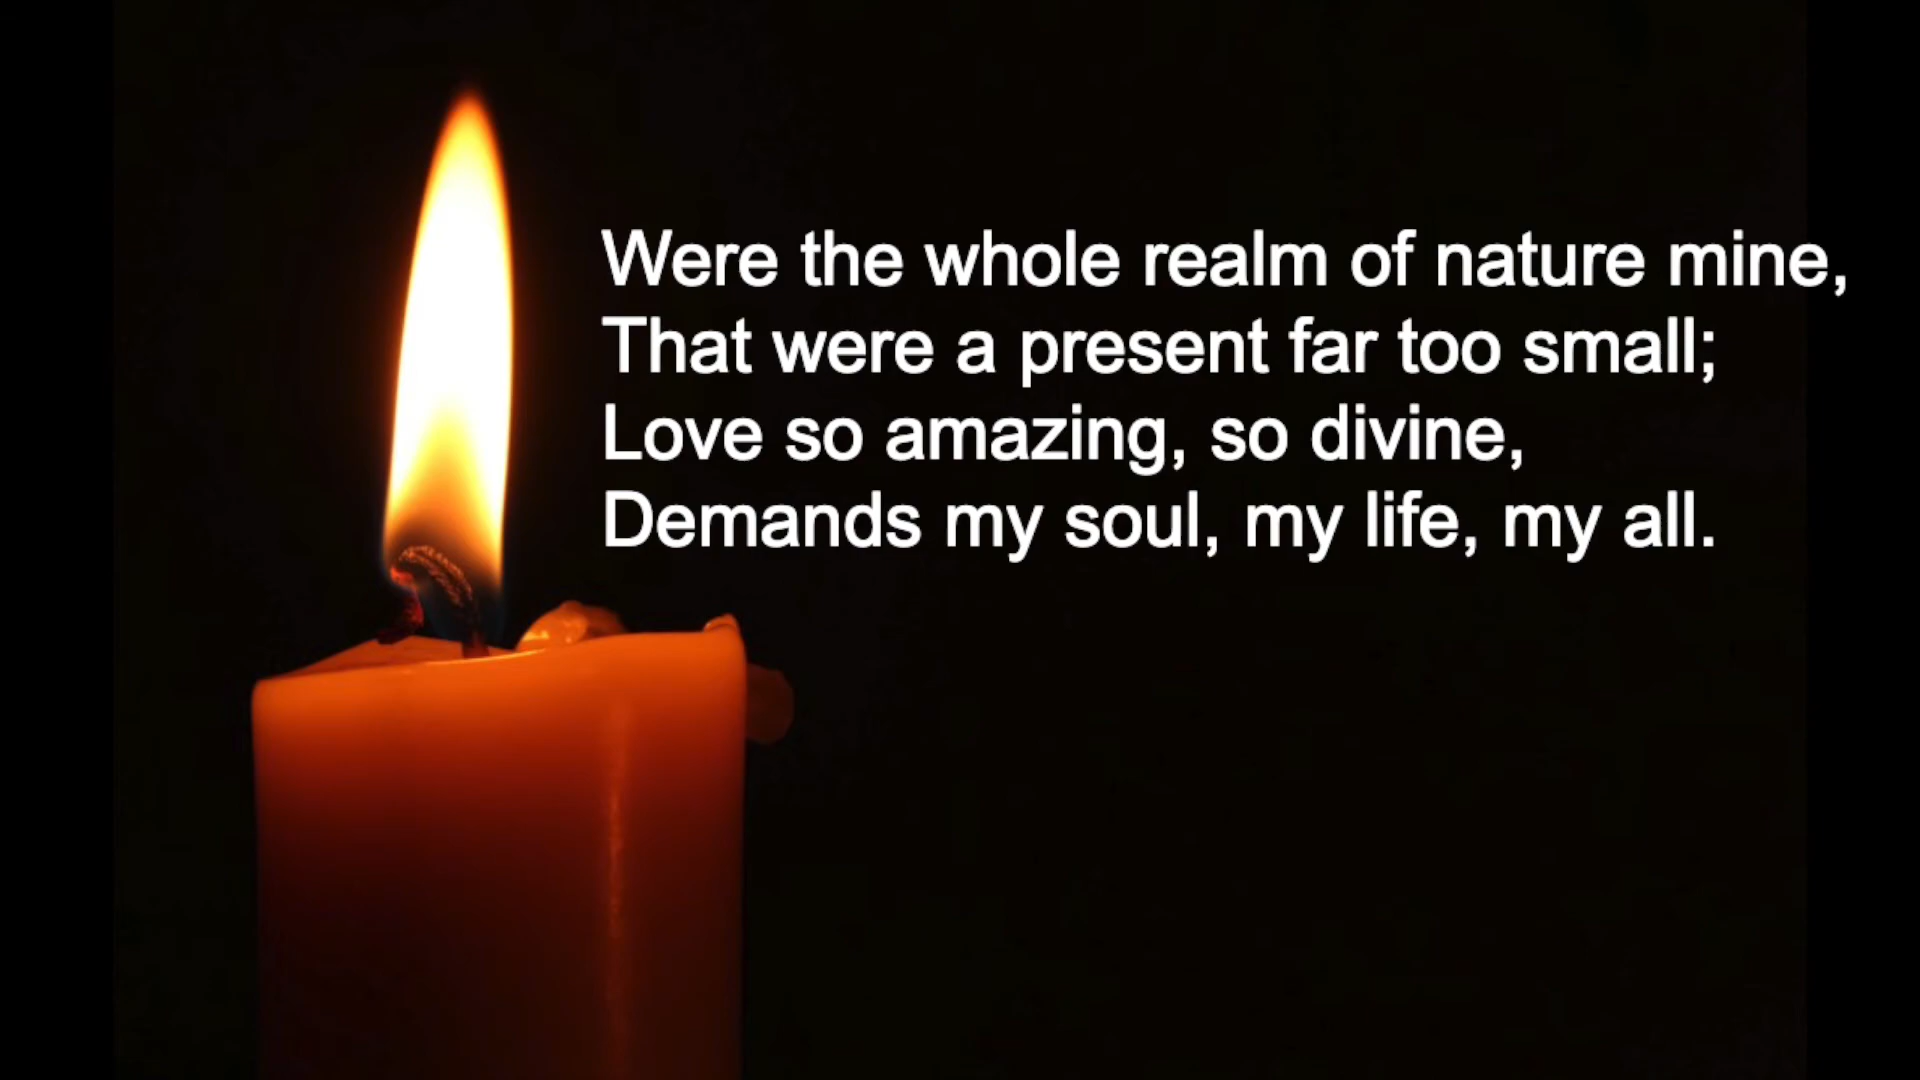 Were the whole realm of nature mine,
That were a present far too small;
Love so amazing, so divine,
Demands my soul, my life, my all.